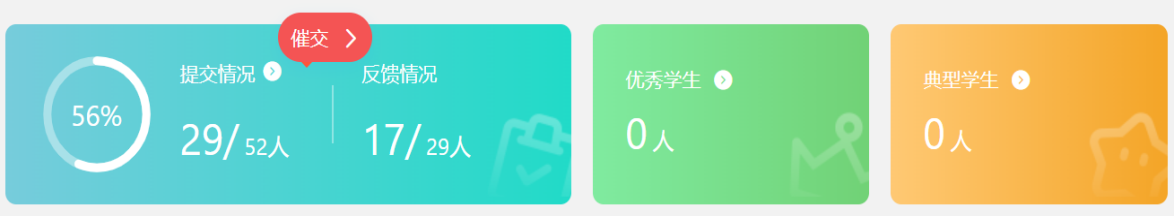 催交
56%
提交情况
29/ 52人
反馈情况
17/ 29人
优秀学生
0 人
典型学生
0 人